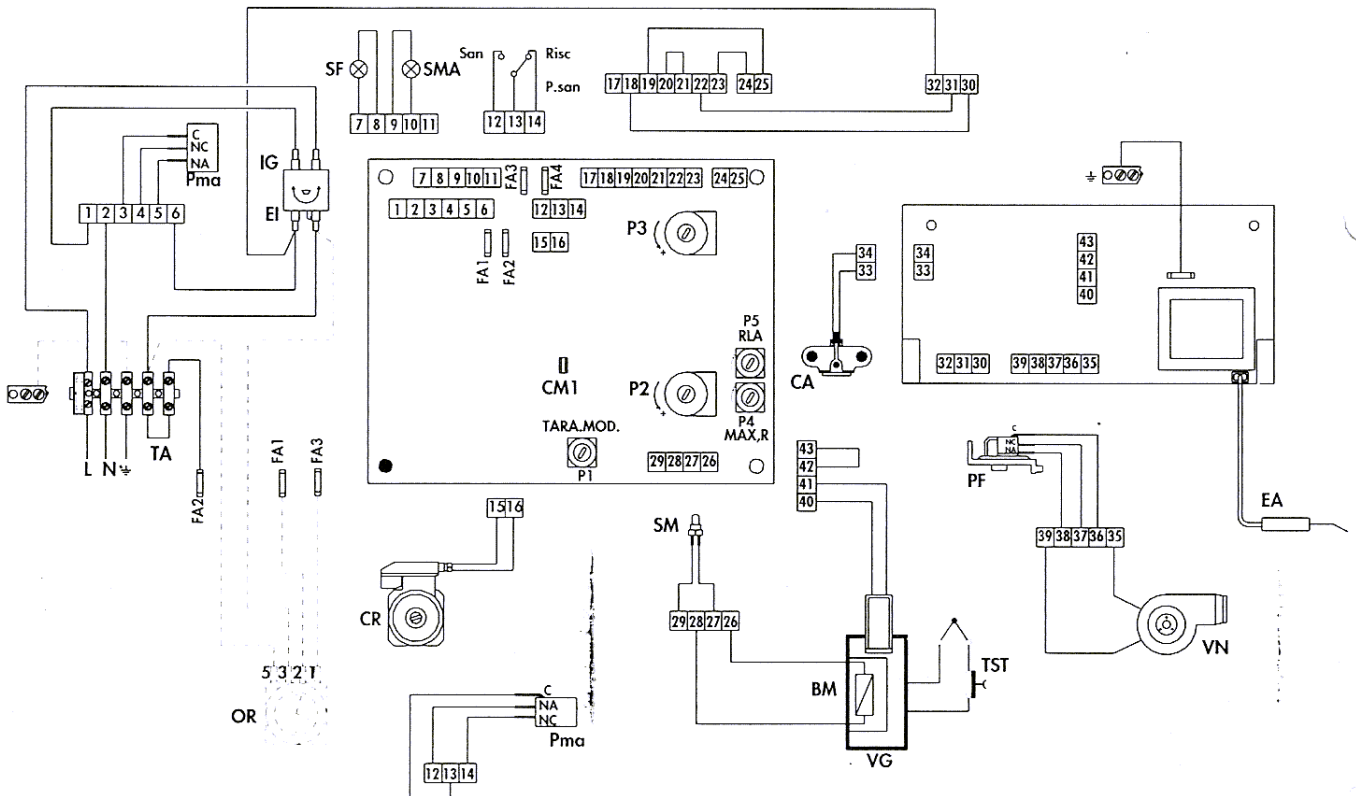 San Risc
SF SMA
P.san
7 8 9 10 11
12 13 14
17 18 19 20 21 22 23 24 25
32 31 30
C
NC
NA
Pma
IG
EI
1 2 3 4 5 6
7 8 9 10 11
FA3
FA4
17 18 19 20 21 22 23 24 25
1 2 3 4 5 6
12 13 14
15 16
FA1
FA2
P3
+
CM1
P2
+
P5
RLA
P4
MAX,R
TARA.MOD.
P1
29 28 27 26
34
33
CA
34
33
43
42
41
40
32 31 30
39 38 37 36 35
L N TA
FA2
FA1
FA3
5 3 2 1
OR
15 16
CR
C
NA
NC
Pma
12 13 14
SM
29 28 27 26
43
42
41
40
BM
VG
TST
C
NC
NA
PF
39 38 37 36 35
VN
EA